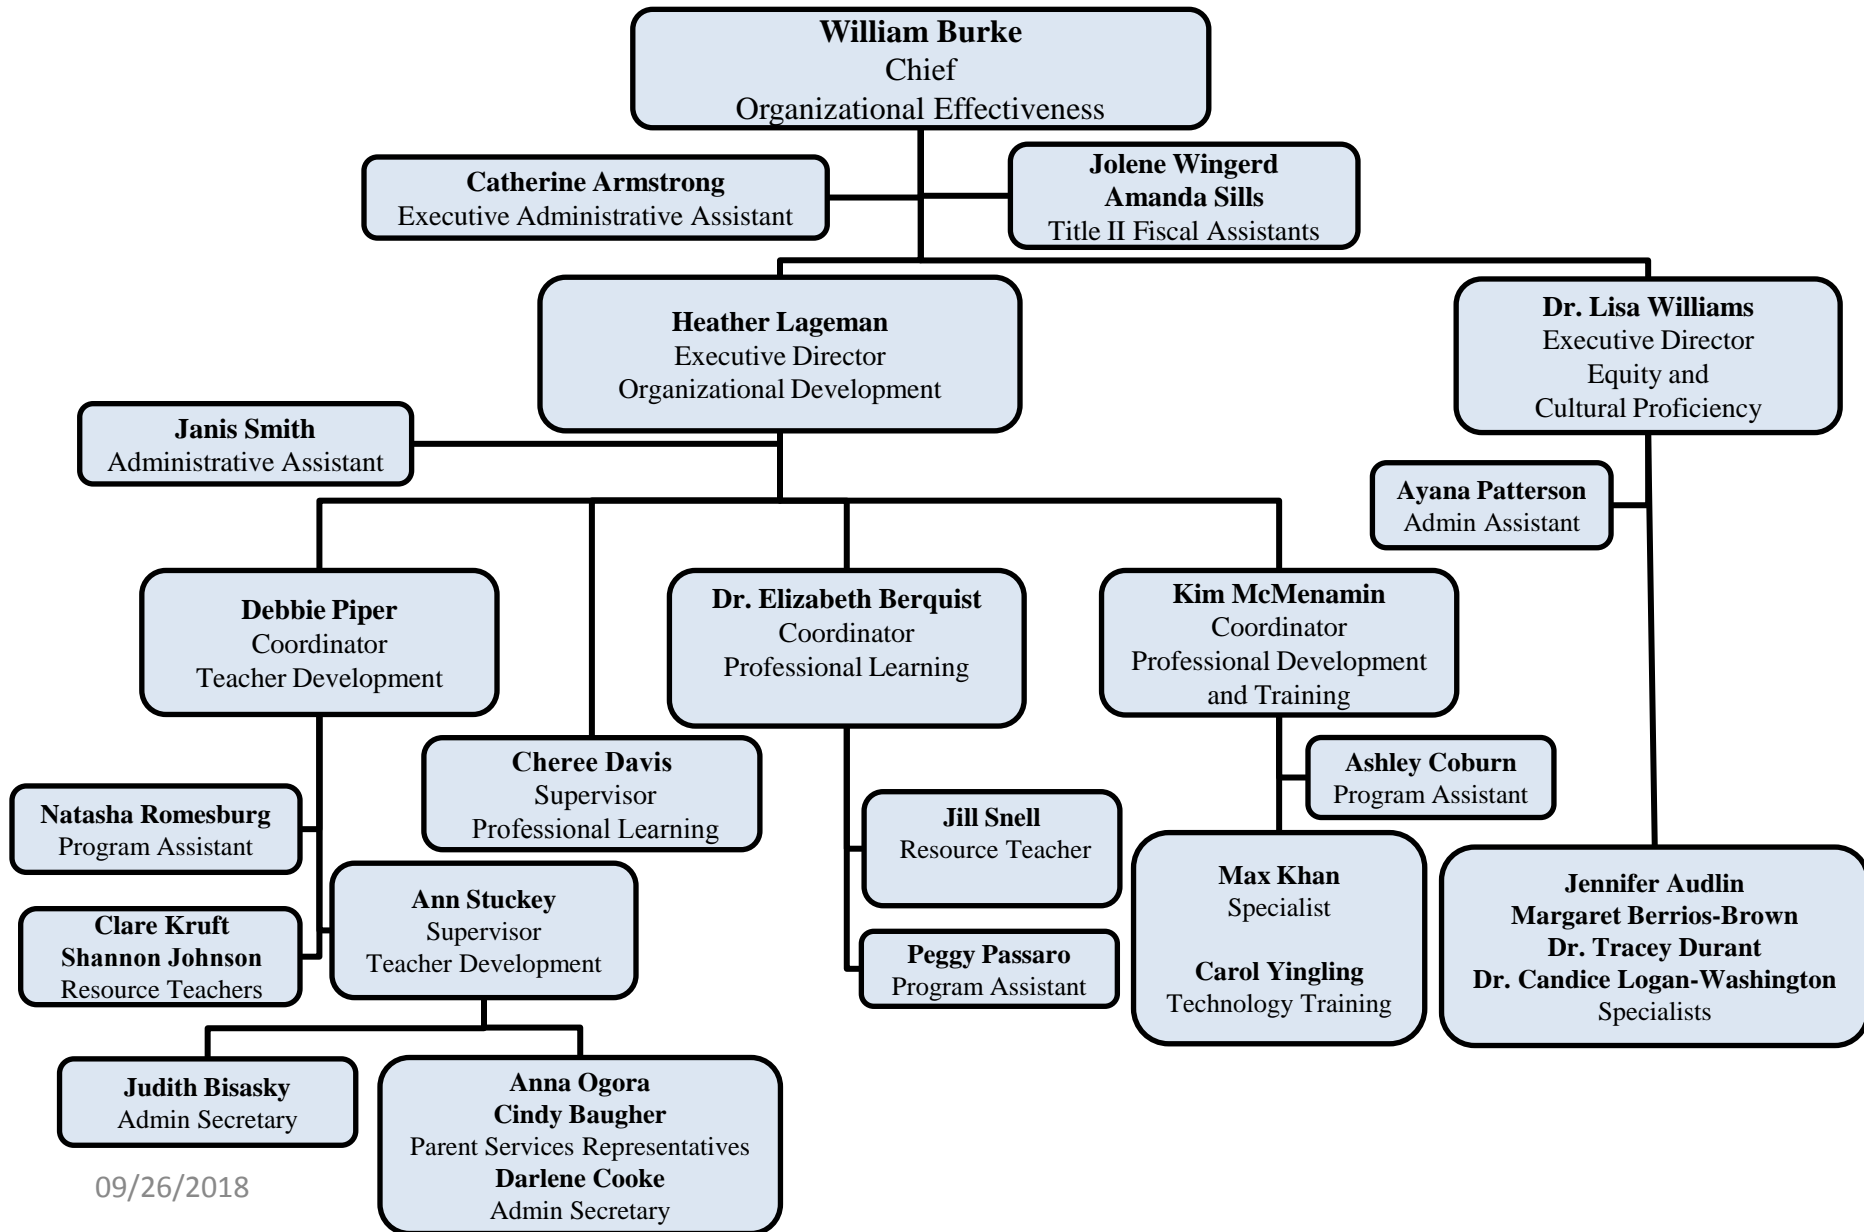 William Burke
Chief
Organizational Effectiveness
Catherine Armstrong
Executive Administrative Assistant
Jolene Wingerd
Amanda Sills
Title II Fiscal Assistants
Heather Lageman
Executive Director
Organizational Development
Dr. Lisa Williams
Executive Director
Equity and
Cultural Proficiency
Janis Smith
Administrative Assistant
Ayana Patterson
Admin Assistant
Debbie Piper
Coordinator
Teacher Development
Dr. Elizabeth Berquist
Coordinator
Professional Learning
Kim McMenamin
Coordinator
Professional Development
and Training
Cheree Davis
Supervisor
Professional Learning
Ashley Coburn
Program Assistant
Natasha Romesburg
Program Assistant
Jill Snell
Resource Teacher
Max Khan
Specialist
Carol Yingling
Technology Training
Jennifer Audlin
Margaret Berrios-Brown
Dr. Tracey Durant
Dr. Candice Logan-Washington
Specialists
Clare Kruft
Shannon Johnson
Resource Teachers
Ann Stuckey
Supervisor
Teacher Development
Peggy Passaro
Program Assistant
Judith Bisasky
Admin Secretary
Anna Ogora
Cindy Baugher
Parent Services Representatives
Darlene Cooke
Admin Secretary
09/26/2018